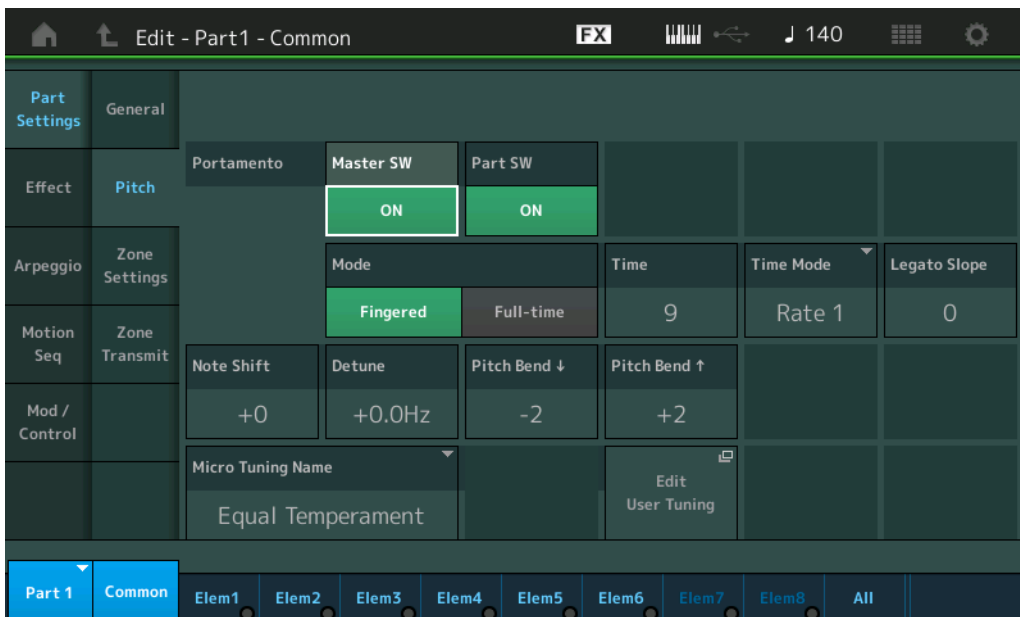 Edit - Part1 - Common
FX
♩ 140
Part
Settings
General
Effect
Pitch
Arpeggio
Zone
Settings
Motion
Seq
Zone
Transmit
Mod /
Control
Portamento
Master SW
Part SW
ON
ON
Mode
Time
Time Mode
Legato Slope
Fingered
Full-time
9
Rate 1
0
Note Shift
Detune
Pitch Bend ↓
Pitch Bend ↑
+0
+0.0Hz
-2
+2
Micro Tuning Name
Equal Temperament
Edit
User Tuning
Part 1
Common
Elem1
Elem2
Elem3
Elem4
Elem5
Elem6
Elem7
Elem8
All